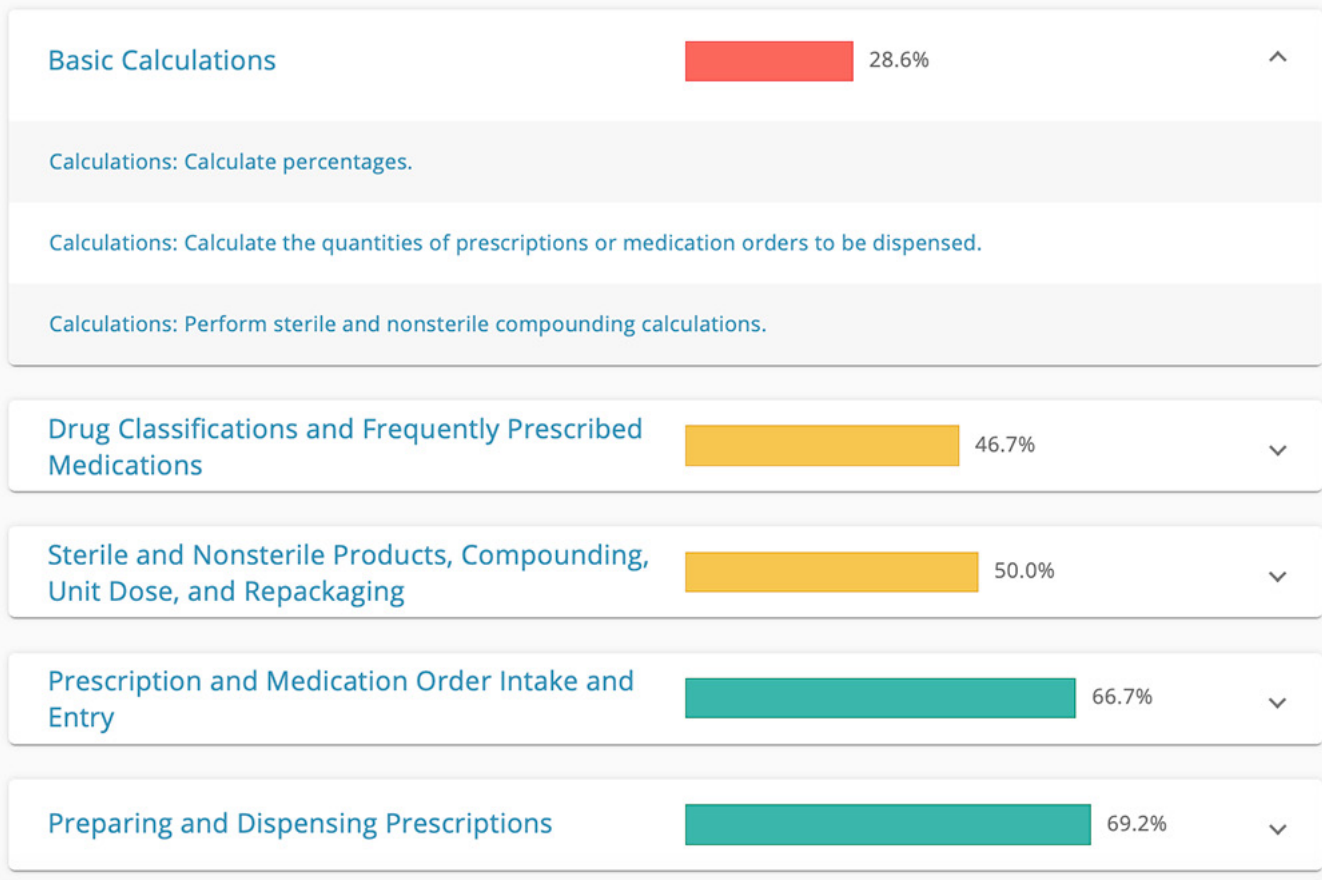 Basic Calculations
28.6%
Calculations: Calculate percentages.
Calculations: Calculate the quantities of prescriptions or medication orders to be dispensed.
Calculations: Perform sterile and nonsterile compounding calculations.
Drug Classifications and Frequently Prescribed
Medications
46.7%
Sterile and Nonsterile Products, Compounding,
Unit Dose, and Repackaging
50.0%
Prescription and Medication Order Intake and
Entry
66.7%
Preparing and Dispensing Prescriptions
69.2%